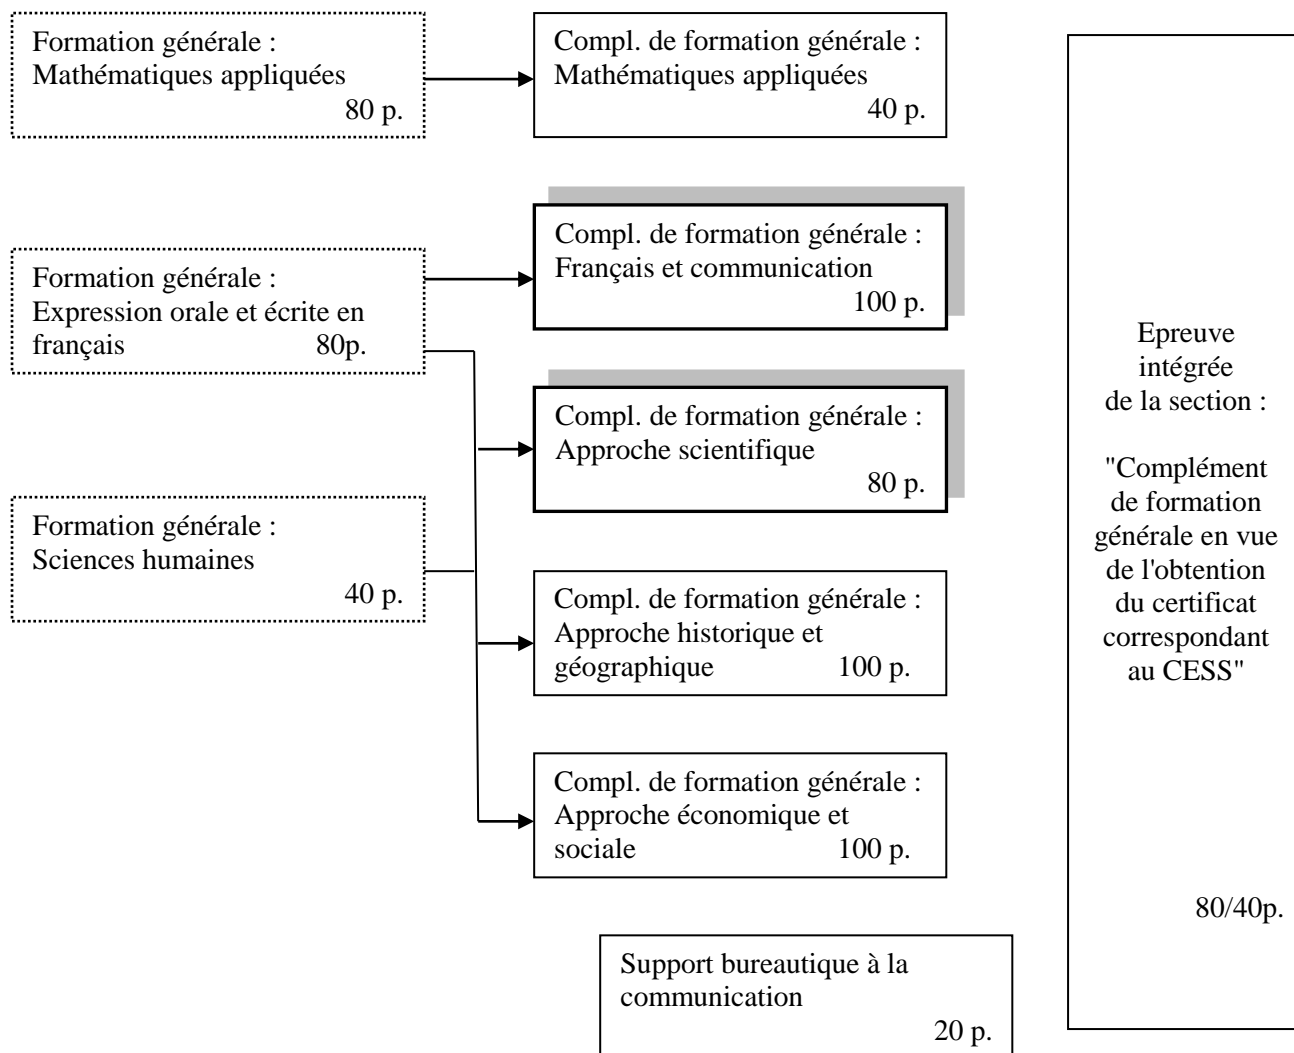 Formation générale :
Mathématiques appliquées
80 p.
Compl. de formation générale :
Mathématiques appliquées
40 p.
Formation générale :
Expression orale et écrite en
français 80p.
Compl. de formation générale :
Français et communication
100 p.
Compl. de formation générale :
Approche scientifique
80 p.
Formation générale :
Sciences humaines
40 p.
Compl. de formation générale :
Approche historique et
géographique 100 p.
Compl. de formation générale :
Approche économique et
sociale 100 p.
Support bureautique à la
communication
20 p.
Epreuve
intégrée
de la section :
"Complément
de formation
générale en vue
de l'obtention
du certificat
correspondant
au CESS"
80/40p.